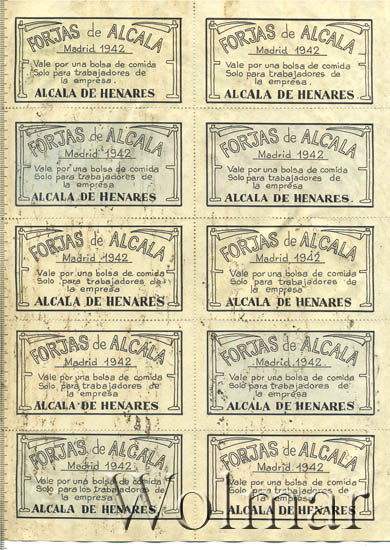 FORJAS de ALCALA
Madrid 1942
Vale por una bolsa de comida
Solo para trabajadores de
la empresa.
ALCALA DE HENARES
FORJAS de ALCALA
Madrid 1942
Vale por una bolsa de comida
Solo para trabajadores de
la empresa.
ALCALA DE HENARES
FORJAS de ALCALA
Madrid 1942
Vale por una bolsa de comida
Solo para trabajadores de
la empresa
ALCALA DE HENARES
FORJAS de ALCALA
Madrid 1942
Vale por una bolsa de comida
Solo para trabajadores de
la empresa
ALCALA DE HENARES
FORJAS de ALCALA
Madrid 1942
Vale por una bolsa de comida
Solo para trabajadores de
la empresa
ALCALA DE HENARES
FORJAS de ALCALA
Madrid 1942
Vale por una bolsa de comida
Solo para trabajadores de
la empresa
ALCALA DE HENARES
FORJAS de ALCALA
Madrid 1942
Vale por una bolsa de comida
Solo para trabajadores de
la empresa
ALCALA DE HENARES
FORJAS de ALCALA
Madrid 1942
Vale por una bolsa de comida
Solo para trabajadores de
la empresa
ALCALA DE HENARES
FORJAS de ALCALA
Madrid 1942
Vale por una bolsa de comida
Solo para los trabajadores de
la empresa
ALCALA DE HENARES
FORJAS de ALCALA
Madrid 1942
Vale por una bolsa de comida
Solo para trabajadores de
la empresa
ALCALA DE HENARES
Wolmar